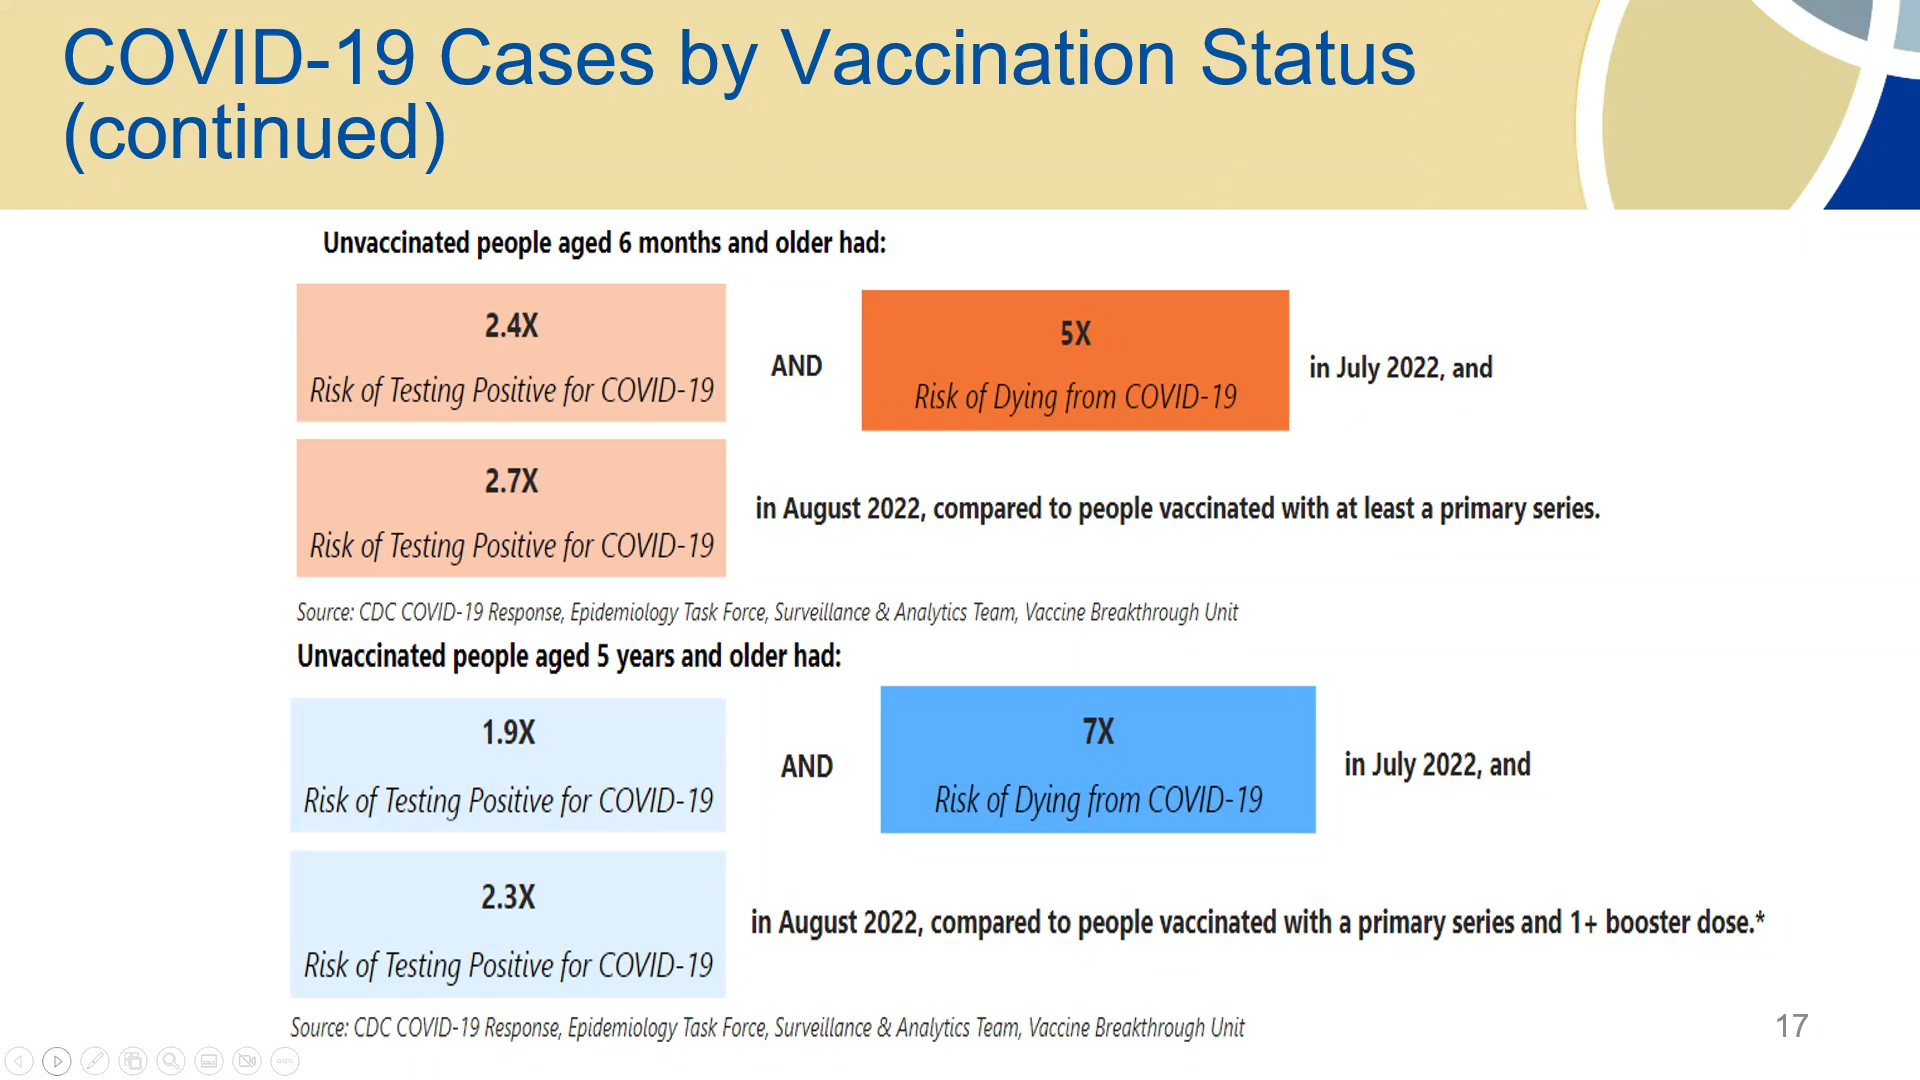 COVID-19 Cases by Vaccination Status
(continued)
Unvaccinated people aged 6 months and older had:
2.4X
Risk of Testing Positive for COVID-19
AND
5X
Risk of Dying from COVID-19
in July 2022, and
2.7X
Risk of Testing Positive for COVID-19
in August 2022, compared to people vaccinated with at least a primary series.
Source: CDC COVID-19 Response, Epidemiology Task Force, Surveillance & Analytics Team, Vaccine Breakthrough Unit
Unvaccinated people aged 5 years and older had:
1.9X
Risk of Testing Positive for COVID-19
AND
7X
Risk of Dying from COVID-19
in July 2022, and
2.3X
Risk of Testing Positive for COVID-19
in August 2022, compared to people vaccinated with a primary series and 1+ booster dose.*
Source: CDC COVID-19 Response, Epidemiology Task Force, Surveillance & Analytics Team, Vaccine Breakthrough Unit
17